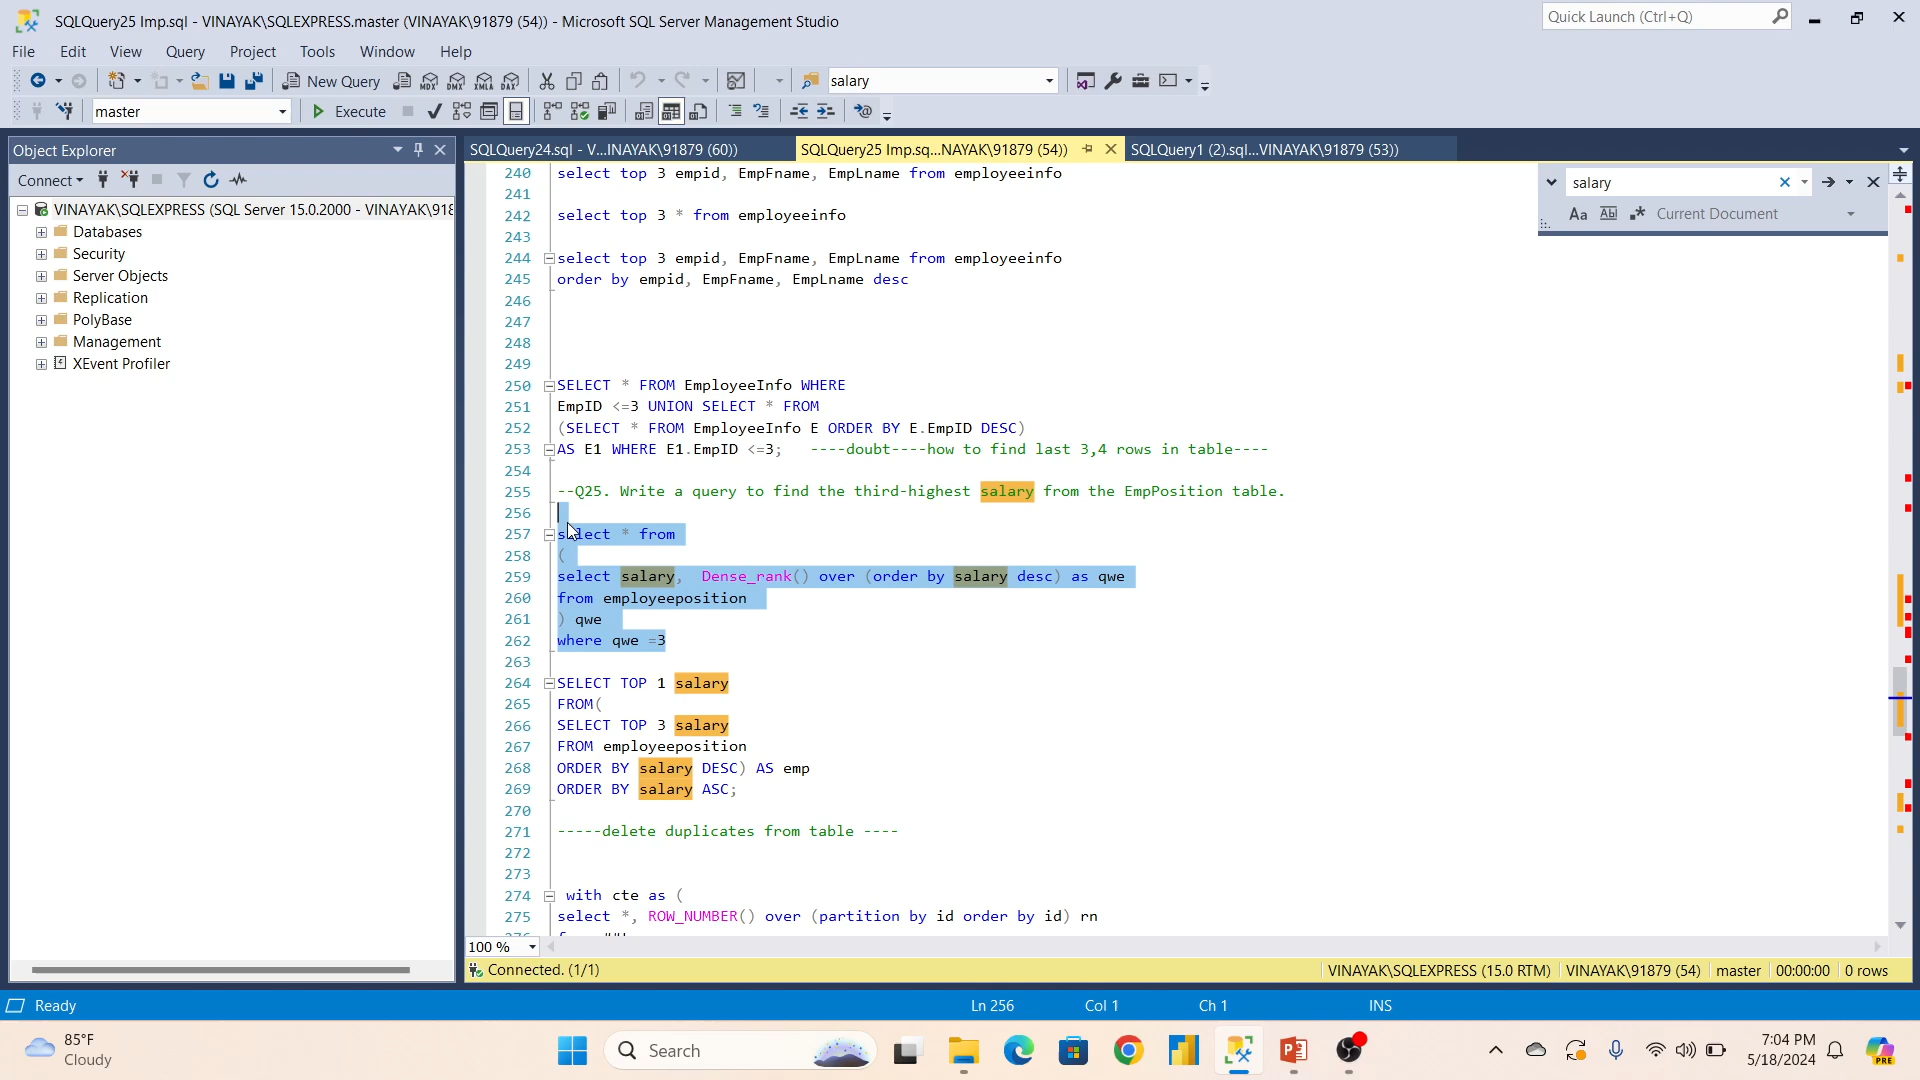 SQLQuery25 Imp.sql - VINAYAK\SQLEXPRESS.master (VINAYAK\91879 (54)) - Microsoft SQL Server Management Studio
Quick Launch (Ctrl+Q)
File Edit View Query Project Tools Window Help
New Query MDX DMX XMLA DAX salary
master Execute
Object Explorer
SQLQuery24.sql - V...INAYAK\91879 (60)) SQLQuery25 Imp.sq...NAYAK\91879 (54)) SQLQuery1 (2).sql...VINAYAK\91879 (53))
Connect
VINAYAK\SQLEXPRESS (SQL Server 15.0.2000 - VINAYAK\918
Databases
Security
Server Objects
Replication
PolyBase
Management
XEvent Profiler
salary
Aa Abl Current Document
240 select top 3 empid, EmpFname, EmpLname from employeeinfo
241
242 select top 3 * from employeeinfo
243
244 select top 3 empid, EmpFname, EmpLname from employeeinfo
245 order by empid, EmpFname, EmpLname desc
246
247
248
249
250 SELECT * FROM EmployeeInfo WHERE
251 EmpID <=3 UNION SELECT * FROM
252 (SELECT * FROM EmployeeInfo E ORDER BY E.EmpID DESC)
253 AS E1 WHERE E1.EmpID <=3; ----doubt----how to find last 3,4 rows in table----
254
255 --Q25. Write a query to find the third-highest salary from the EmpPosition table.
256
257 select * from
258 (
259 select salary, Dense_rank() over (order by salary desc) as qwe
260 from employeeposition
261 ) qwe
262 where qwe =3
263
264 SELECT TOP 1 salary
265 FROM(
266 SELECT TOP 3 salary
267 FROM employeeposition
268 ORDER BY salary DESC) AS emp
269 ORDER BY salary ASC;
270
271 -----delete duplicates from table ----
272
273
274 with cte as (
275 select *, ROW_NUMBER() over (partition by id order by id) rn
100 %
Connected. (1/1) VINAYAK\SQLEXPRESS (15.0 RTM) VINAYAK\91879 (54) master 00:00:00 0 rows
Ready Ln 256 Col 1 Ch 1 INS
85°F
Cloudy
Search
7:04 PM
5/18/2024
PRE